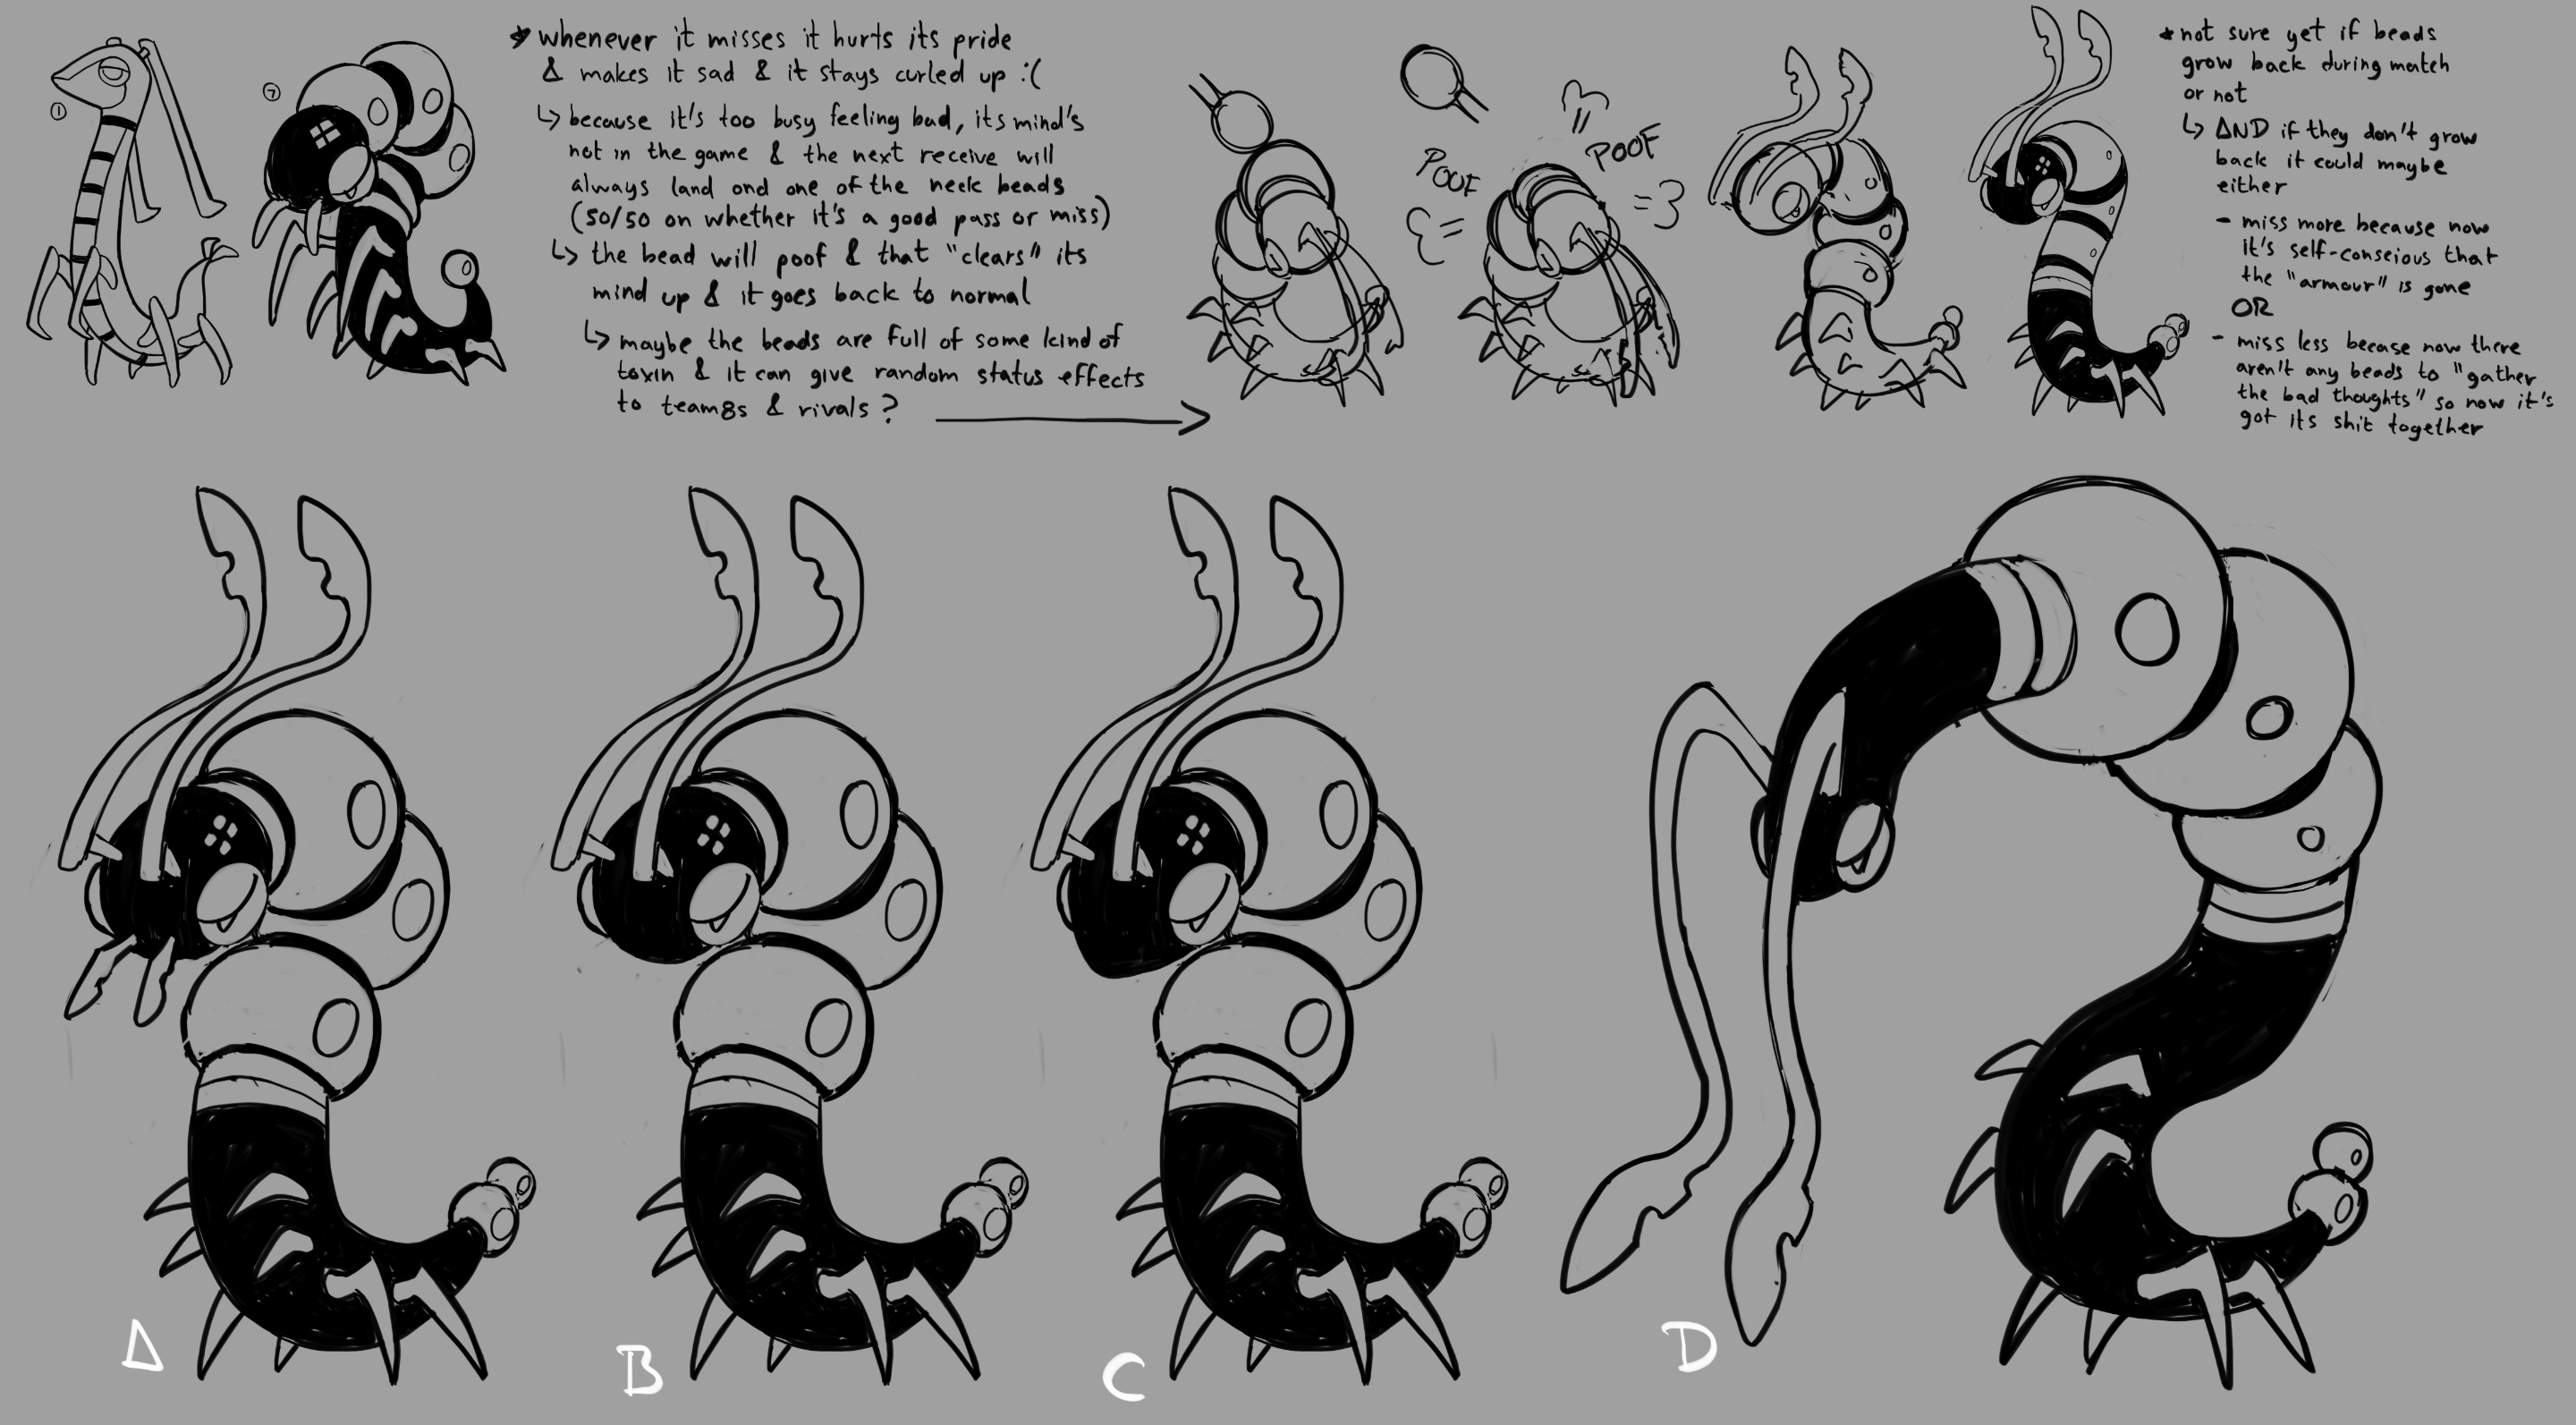 ①
⑦
* whenever it misses it hurts its pride
& makes it sad & it stays curled up :(
↳ because it's too busy feeling bad, its mind's
not in the game & the next receive will
always land ond one of the neck beads
(50/50 on whether it's a good pass or miss)
↳ the bead will poof & that "clears" its
mind up & it goes back to normal
↳ maybe the beads are full of some kind of
toxin & it can give random status effects
to team8s & rivals?
POOF
POOF
* not sure yet if beads
grow back during match
or not
↳ AND if they don't grow
back it could maybe
either
- miss more because now
it's self-conscious that
the "armour" is gone
OR
- miss less becase now there
aren't any beads to "gather
the bad thoughts" so now it's
got its shit together
A
B
C
D